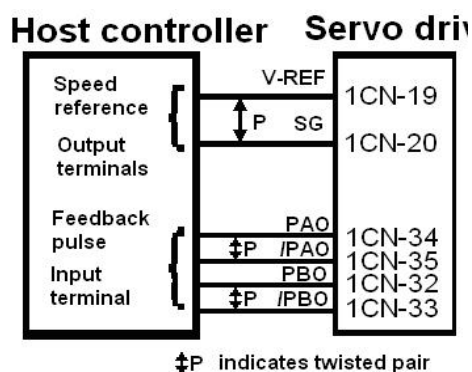 Host controller Servo driv
Speed reference
Output terminals
V-REF
P
SG
1CN-19
1CN-20
Feedback pulse
Input terminal
PAO
P
/PAO
PBO
P
/PBO
1CN-34
1CN-35
1CN-32
1CN-33
P indicates twisted pair